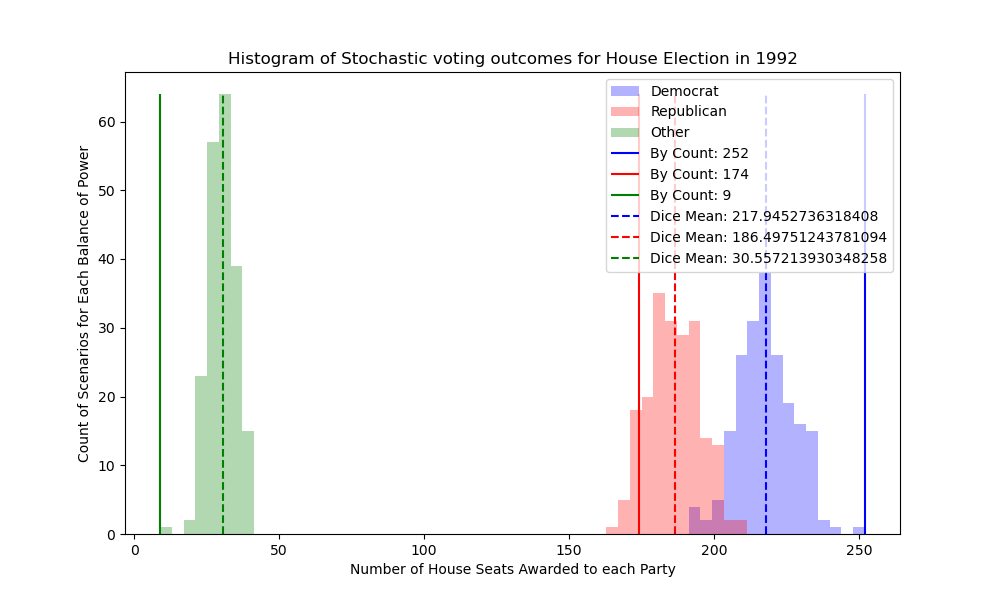 Histogram of Stochastic voting outcomes for House Election in 1992
Count of Scenarios for Each Balance of Power
60
50
40
30
20
10
0
Democrat
Republican
Other
By Count: 252
By Count: 174
By Count: 9
Dice Mean: 217.9452736318408
Dice Mean: 186.49751243781094
Dice Mean: 30.557213930348258
0 50 100 150 200 250
Number of House Seats Awarded to each Party